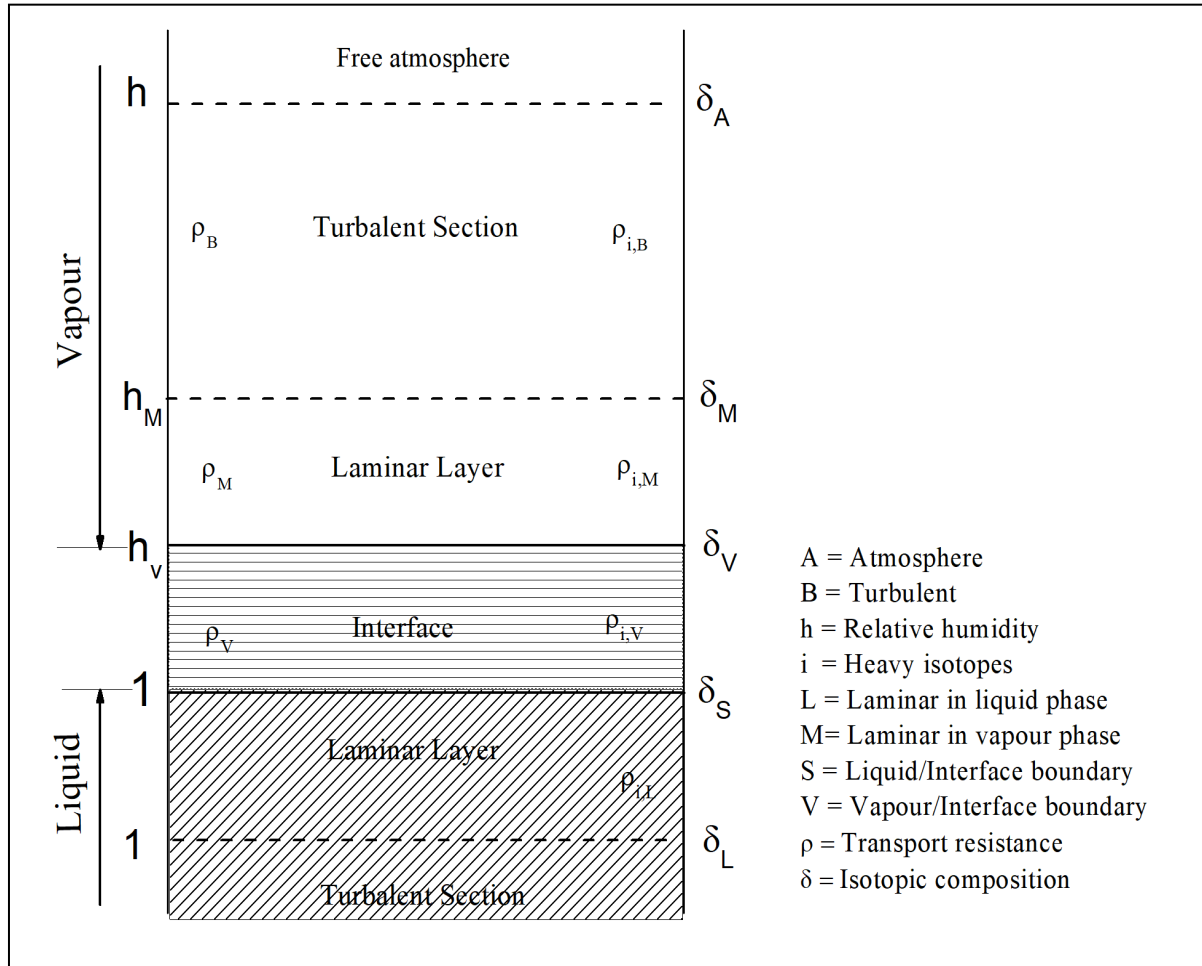 Free atmosphere
h
δA
ρB
Turbalent Section
ρi,B
Vapour
hM
δM
ρM
Laminar Layer
ρi,M
hv
δV
ρV
Interface
ρi,V
1
δS
Liquid
Laminar Layer
ρi,L
1
δL
Turbalent Section
A = Atmosphere
B = Turbulent
h = Relative humidity
i = Heavy isotopes
L = Laminar in liquid phase
M= Laminar in vapour phase
S = Liquid/Interface boundary
V = Vapour/Interface boundary
ρ = Transport resistance
δ = Isotopic composition